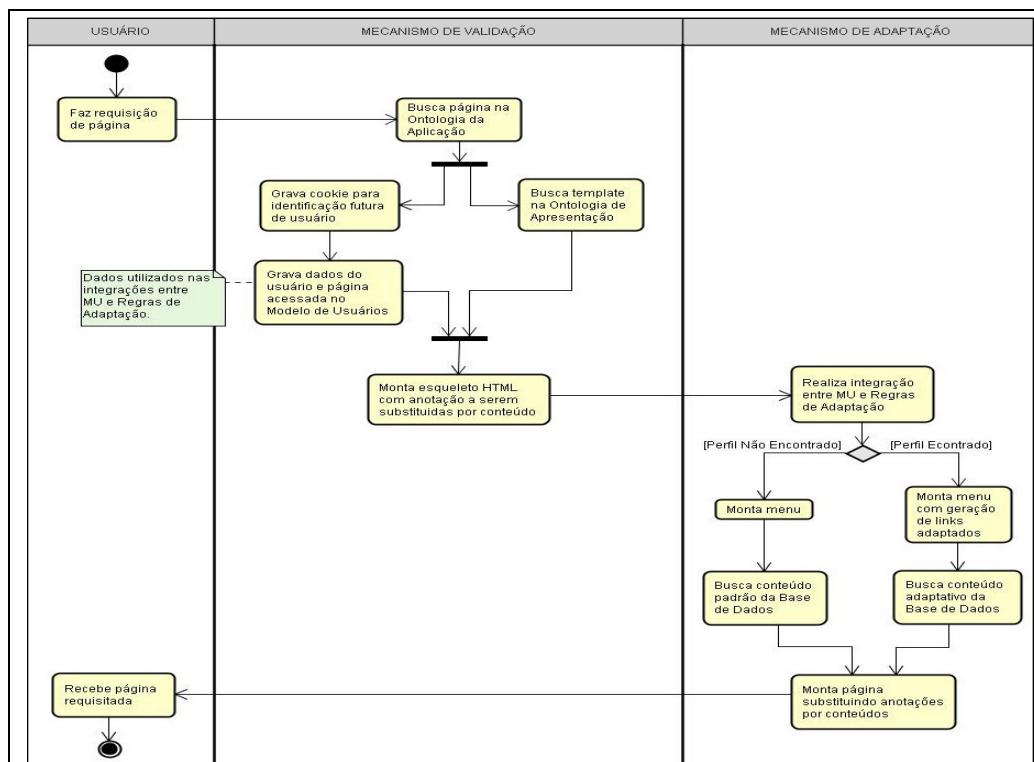 USUÁRIO
MECANISMO DE VALIDAÇÃO
MECANISMO DE ADAPTAÇÃO
Faz requisição
de página
Busca página na
Ontologia da
Aplicação
Grava cookie para
identificação futura
de usuário
Busca template
na Ontologia de
Apresentação
Dados utilizados nas
integrações entre
MU e Regras de
Adaptação.
Grava dados do
usuário e página
acessada no
Modelo de Usuários
Monta esqueleto HTML
com anotação a serem
substituidas por conteúdo
Realiza integração
entre MU e Regras
de Adaptação
[Perfil Não Encontrado]
[Perfil Econtrado]
Monta menu
Monta menu
com geração
de links
adaptados
Busca conteúdo
padrão da Base
de Dados
Busca conteúdo
adaptativo da
Base de Dados
Recebe página
requisitada
Monta página
substituindo anotações
por conteúdos